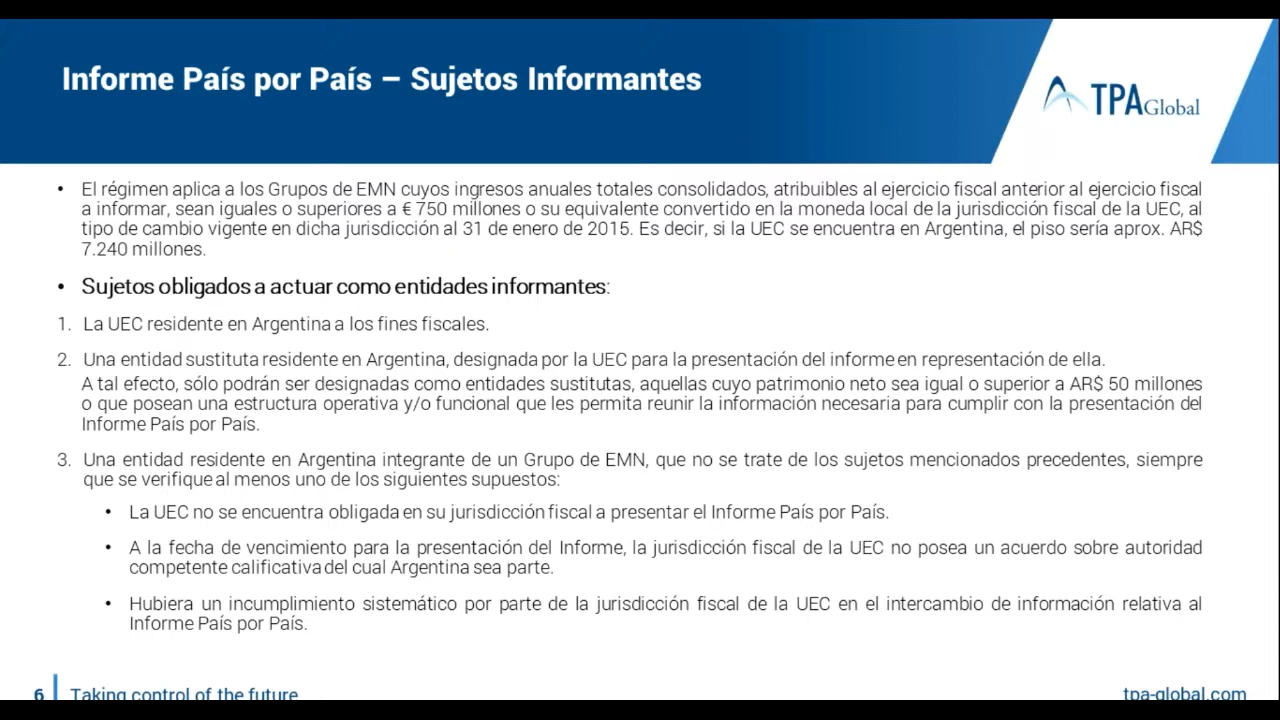 Informe País por País – Sujetos Informantes
TPA Global
• El régimen aplica a los Grupos de EMN cuyos ingresos anuales totales consolidados, atribuibles al ejercicio fiscal anterior al ejercicio fiscal
a informar, sean iguales o superiores a € 750 millones o su equivalente convertido en la moneda local de la jurisdicción fiscal de la UEC, al
tipo de cambio vigente en dicha jurisdicción al 31 de enero de 2015. Es decir, si la UEC se encuentra en Argentina, el piso sería aprox. AR$
7.240 millones.
• Sujetos obligados a actuar como entidades informantes:
1. La UEC residente en Argentina a los fines fiscales.
2. Una entidad sustituta residente en Argentina, designada por la UEC para la presentación del informe en representación de ella.
A tal efecto, sólo podrán ser designadas como entidades sustitutas, aquellas cuyo patrimonio neto sea igual o superior a AR$ 50 millones
o que posean una estructura operativa y/o funcional que les permita reunir la información necesaria para cumplir con la presentación del
Informe País por País.
3. Una entidad residente en Argentina integrante de un Grupo de EMN, que no se trate de los sujetos mencionados precedentes, siempre
que se verifique al menos uno de los siguientes supuestos:
• La UEC no se encuentra obligada en su jurisdicción fiscal a presentar el Informe País por País.
• A la fecha de vencimiento para la presentación del Informe, la jurisdicción fiscal de la UEC no posea un acuerdo sobre autoridad
competente calificativa del cual Argentina sea parte.
• Hubiera un incumplimiento sistemático por parte de la jurisdicción fiscal de la UEC en el intercambio de información relativa al
Informe País por País.
6 Taking control of the future
tpa-global.com